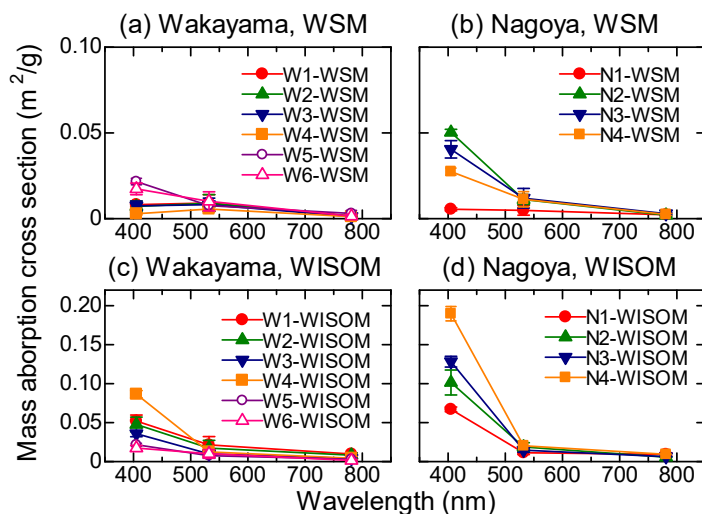 (a) Wakayama, WSM
(b) Nagoya, WSM
0.10
0.05
0
W1-WSM
W2-WSM
W3-WSM
W4-WSM
W5-WSM
W6-WSM
N1-WSM
N2-WSM
N3-WSM
N4-WSM
400 500 600 700 800
400 500 600 700 800
(c) Wakayama, WISOM
(d) Nagoya, WISOM
0.20
0.15
0.10
0.05
0.00
W1-WISOM
W2-WISOM
W3-WISOM
W4-WISOM
W5-WISOM
W6-WISOM
N1-WISOM
N2-WISOM
N3-WISOM
N4-WISOM
400 500 600 700 800
400 500 600 700 800
Mass aborption cross section (m²/g)
Wavelength (nm)